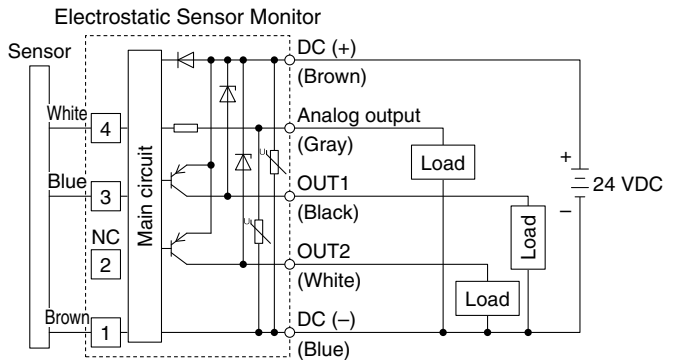 Electrostatic Sensor Monitor
Sensor
DC (+)
(Brown)
White
4
Analog output
(Gray)
Main circuit
U
Load
+
24 VDC
–
Blue
3
OUT1
(Black)
U
Load
NC
2
OUT2
(White)
Load
Brown
1
DC (–)
(Blue)